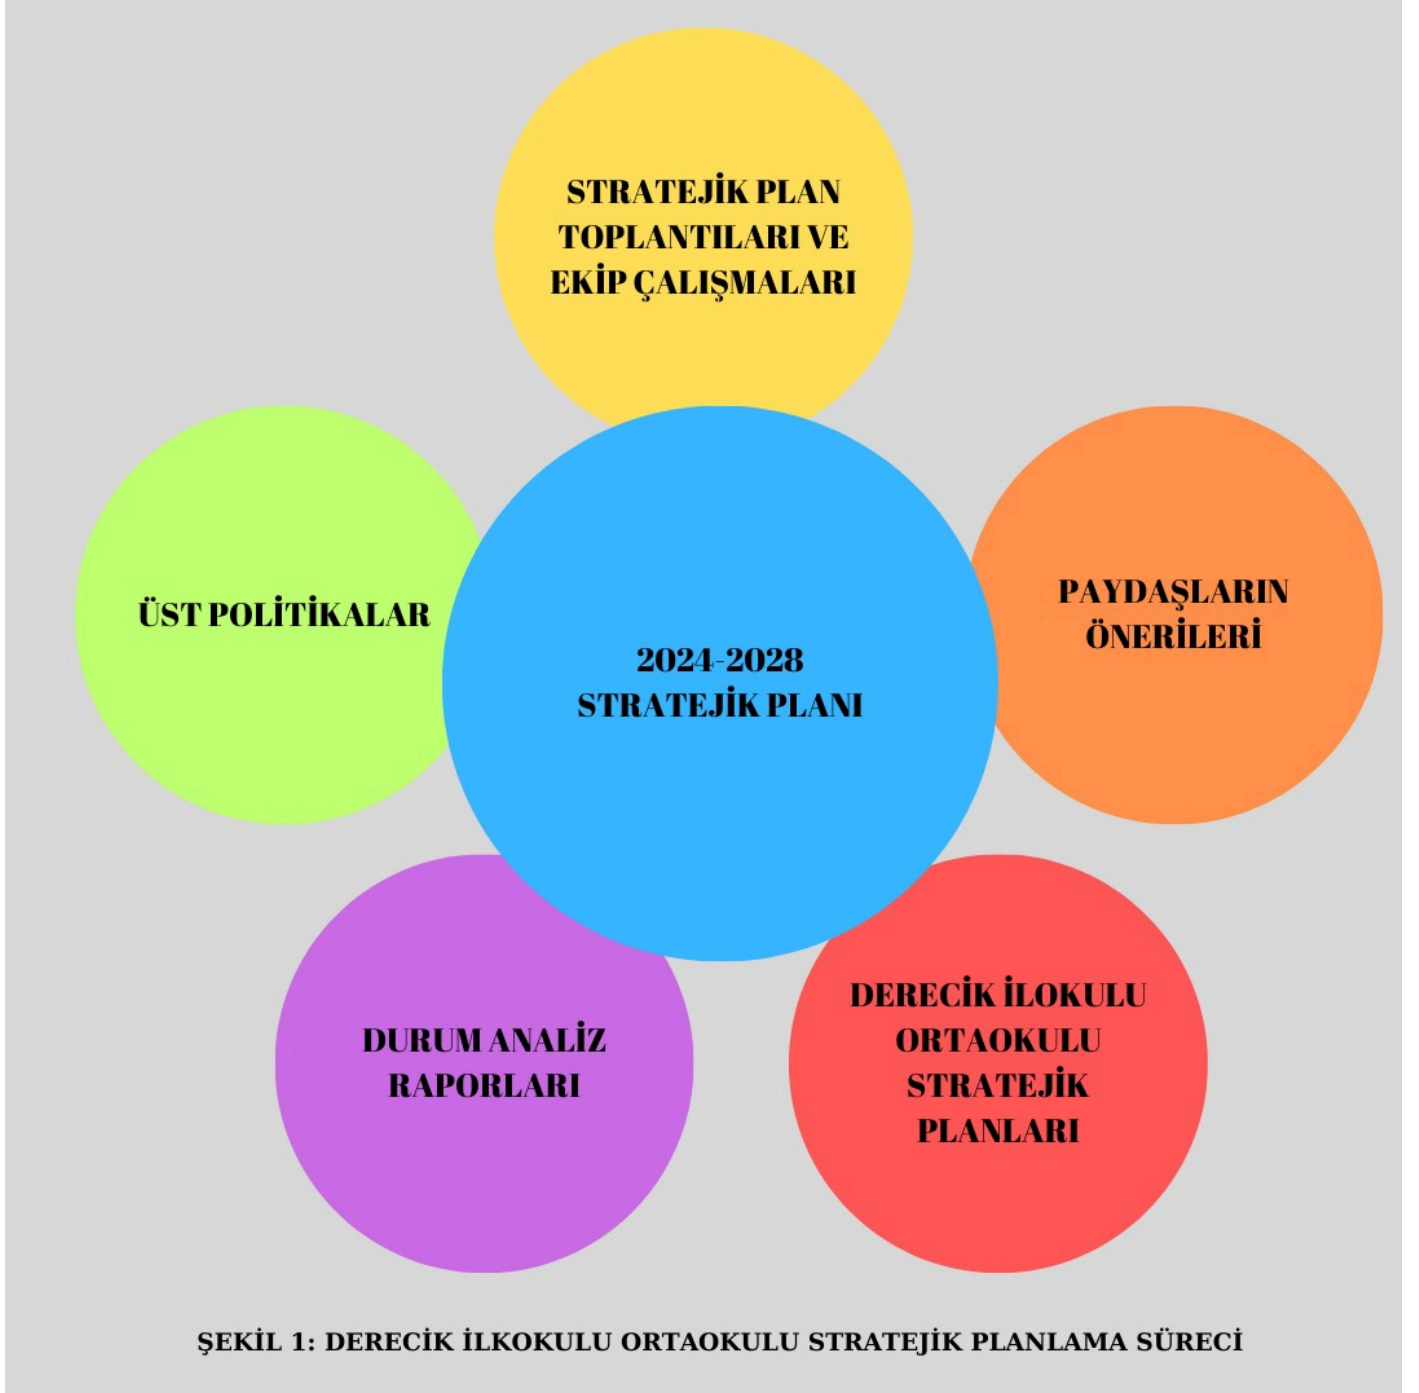 STRATEJİK PLAN
TOPLANTILARI VE
EKİP ÇALIŞMALARI
ÜST POLİTİKALAR
2024-2028
STRATEJİK PLANI
PAYDAŞLARIN
ÖNERİLERİ
DURUM ANALİZ
RAPORLARI
DERECİK İLOKULU
ORTAOKULU
STRATEJİK
PLANLARI
ŞEKİL 1: DERECİK İLKOKULU ORTAOKULU STRATEJİK PLANLAMA SÜRECİ